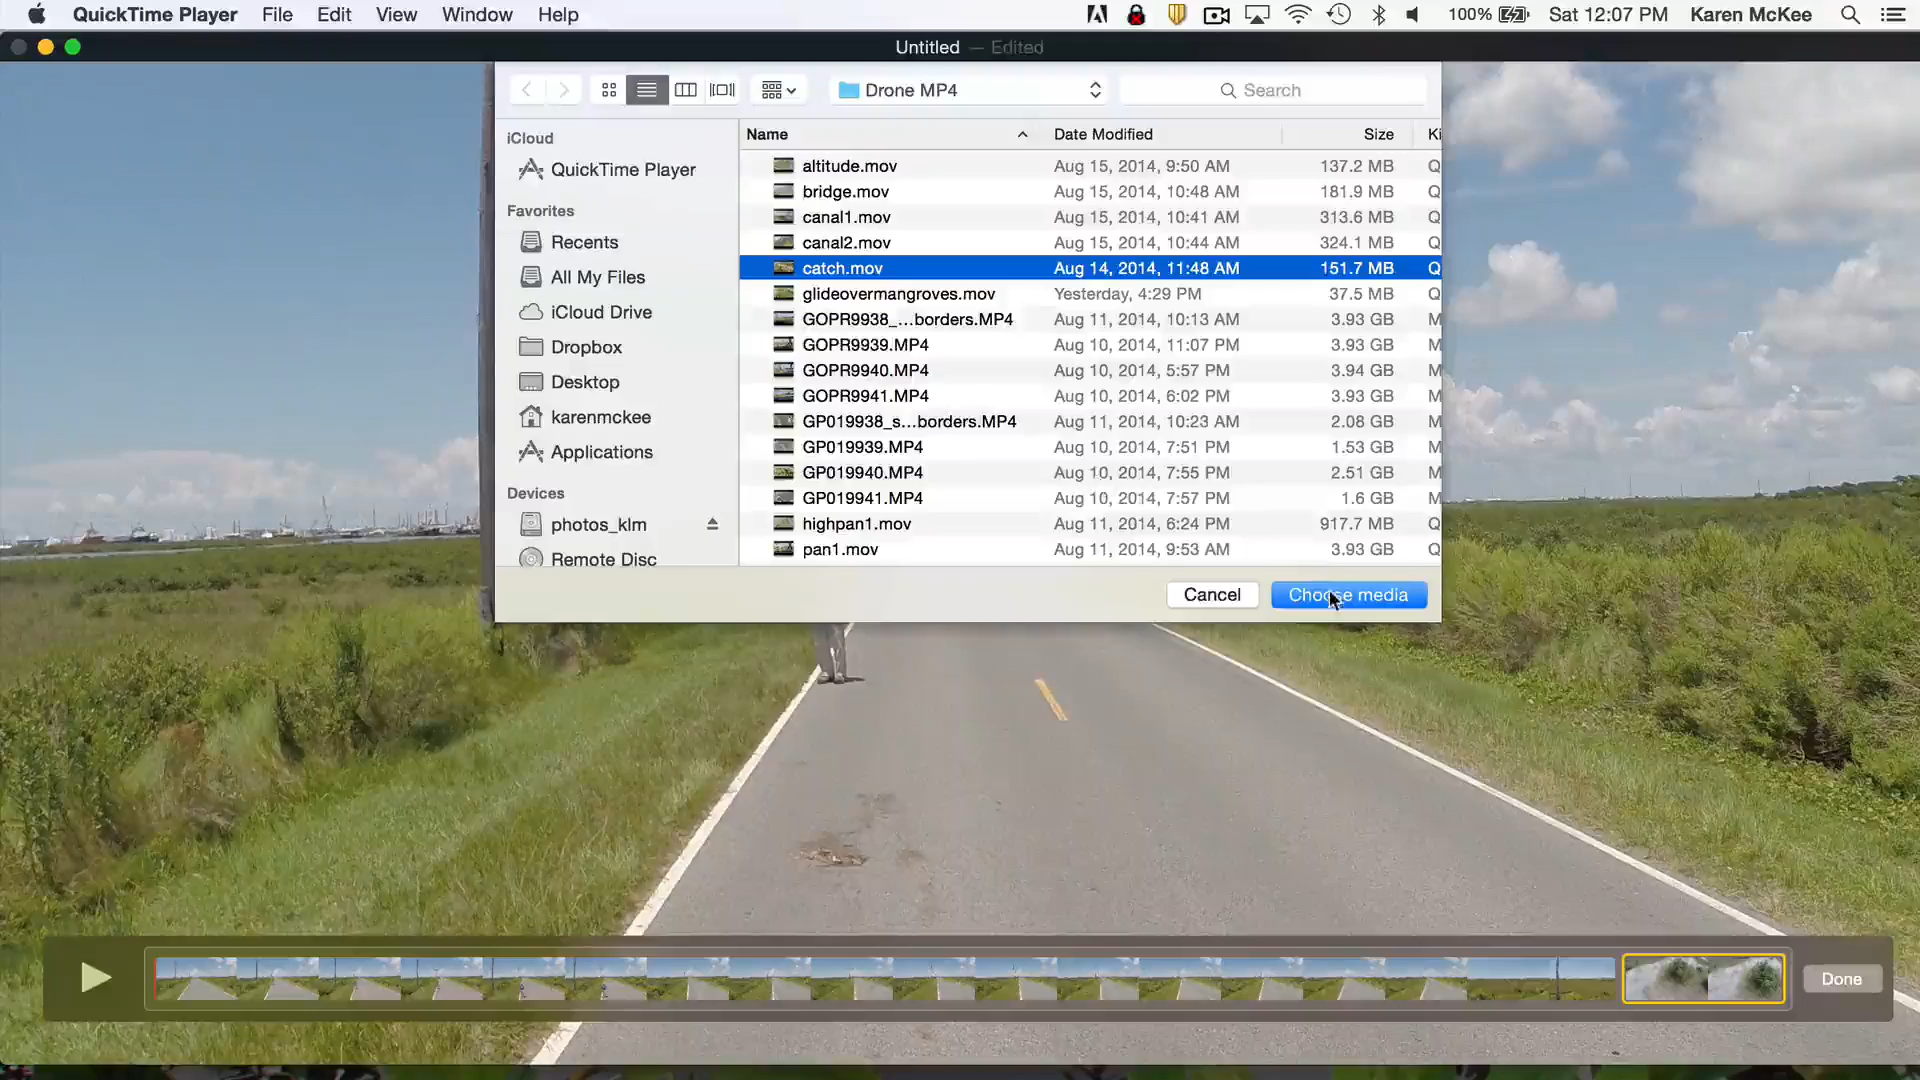 QuickTime Player File Edit View Window Help 100% Sat 12:07 PM Karen McKee
Untitled — Edited
Drone MP4 Search
iCloud
QuickTime Player
Favorites
Recents
All My Files
iCloud Drive
Dropbox
Desktop
karenmckee
Applications
Devices
photos_klm
Remote Disc
Name Date Modified Size Ki
altitude.mov Aug 15, 2014, 9:50 AM 137.2 MB Q
bridge.mov Aug 15, 2014, 10:48 AM 181.9 MB Q
canal1.mov Aug 15, 2014, 10:41 AM 313.6 MB Q
canal2.mov Aug 15, 2014, 10:44 AM 324.1 MB Q
catch.mov Aug 14, 2014, 11:48 AM 151.7 MB Q
glideovermangroves.mov Yesterday, 4:29 PM 37.5 MB Q
GOPR9938_...borders.MP4 Aug 11, 2014, 10:13 AM 3.93 GB M
GOPR9939.MP4 Aug 10, 2014, 11:07 PM 3.93 GB M
GOPR9940.MP4 Aug 10, 2014, 5:57 PM 3.94 GB M
GOPR9941.MP4 Aug 10, 2014, 6:02 PM 3.93 GB M
GP019938_s...borders.MP4 Aug 11, 2014, 10:23 AM 2.08 GB M
GP019939.MP4 Aug 10, 2014, 7:51 PM 1.53 GB M
GP019940.MP4 Aug 10, 2014, 7:55 PM 2.51 GB M
GP019941.MP4 Aug 10, 2014, 7:57 PM 1.6 GB M
highpan1.mov Aug 11, 2014, 6:24 PM 917.7 MB Q
pan1.mov Aug 11, 2014, 9:53 AM 3.93 GB Q
Cancel Choose media
Done